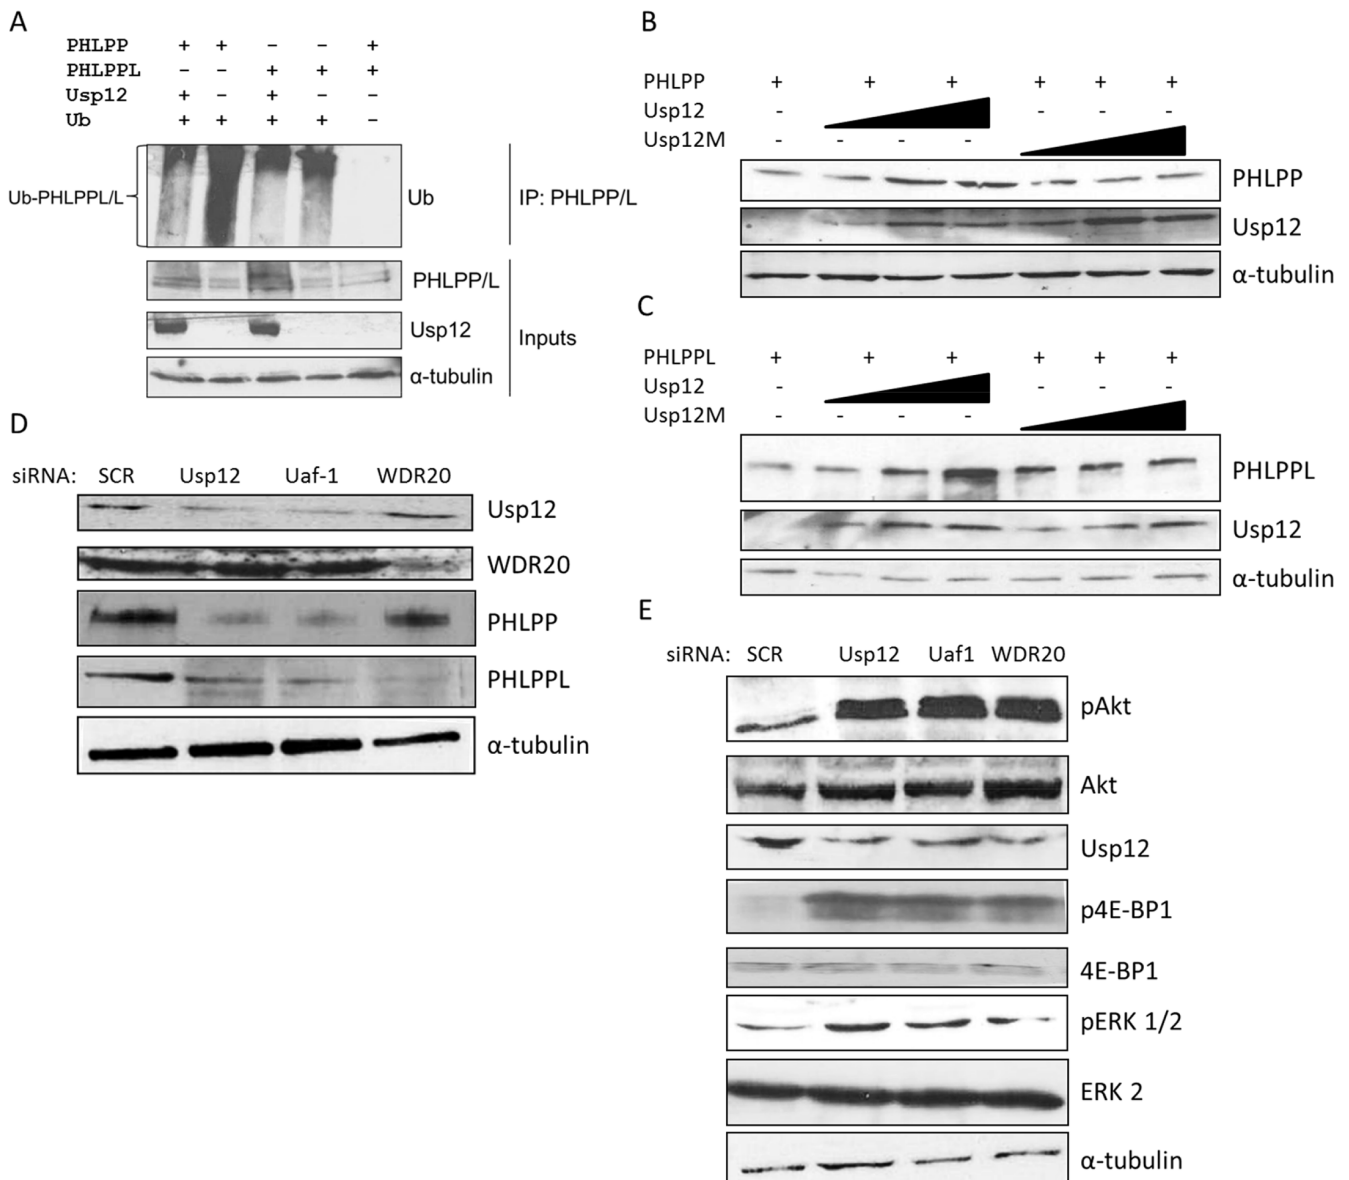 A
PHLPP + + - - +
PHLPPL - - + + +
Usp12 + - + - -
Ub + + + + -
Ub-PHLPPL/L
Ub
IP: PHLPP/L
PHLPP/L
Usp12
Inputs
α-tubulin
B
PHLPP + + + + + +
Usp12 - - - -
Usp12M - - - -
PHLPP
Usp12
α-tubulin
C
PHLPPL + + + + + +
Usp12 - - - -
Usp12M - - - -
PHLPPL
Usp12
α-tubulin
D
siRNA: SCR Usp12 Uaf-1 WDR20
Usp12
WDR20
PHLPP
PHLPPL
α-tubulin
E
siRNA: SCR Usp12 Uaf1 WDR20
pAkt
Akt
Usp12
p4E-BP1
4E-BP1
pERK 1/2
ERK 2
α-tubulin